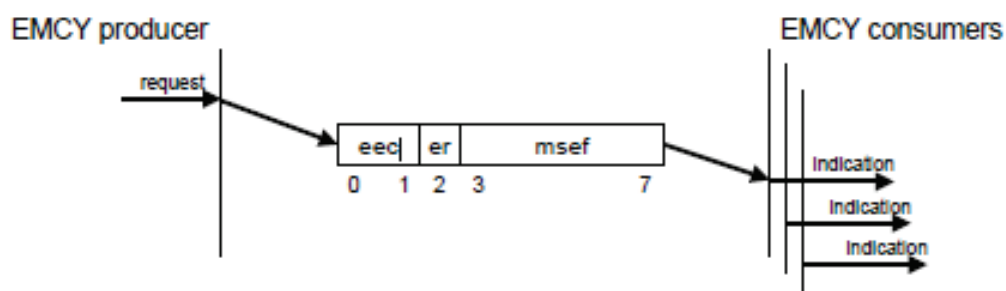 EMCY producer EMCY consumers
request
eec er msef
0 1 2 3 7
Indication
Indication
Indication